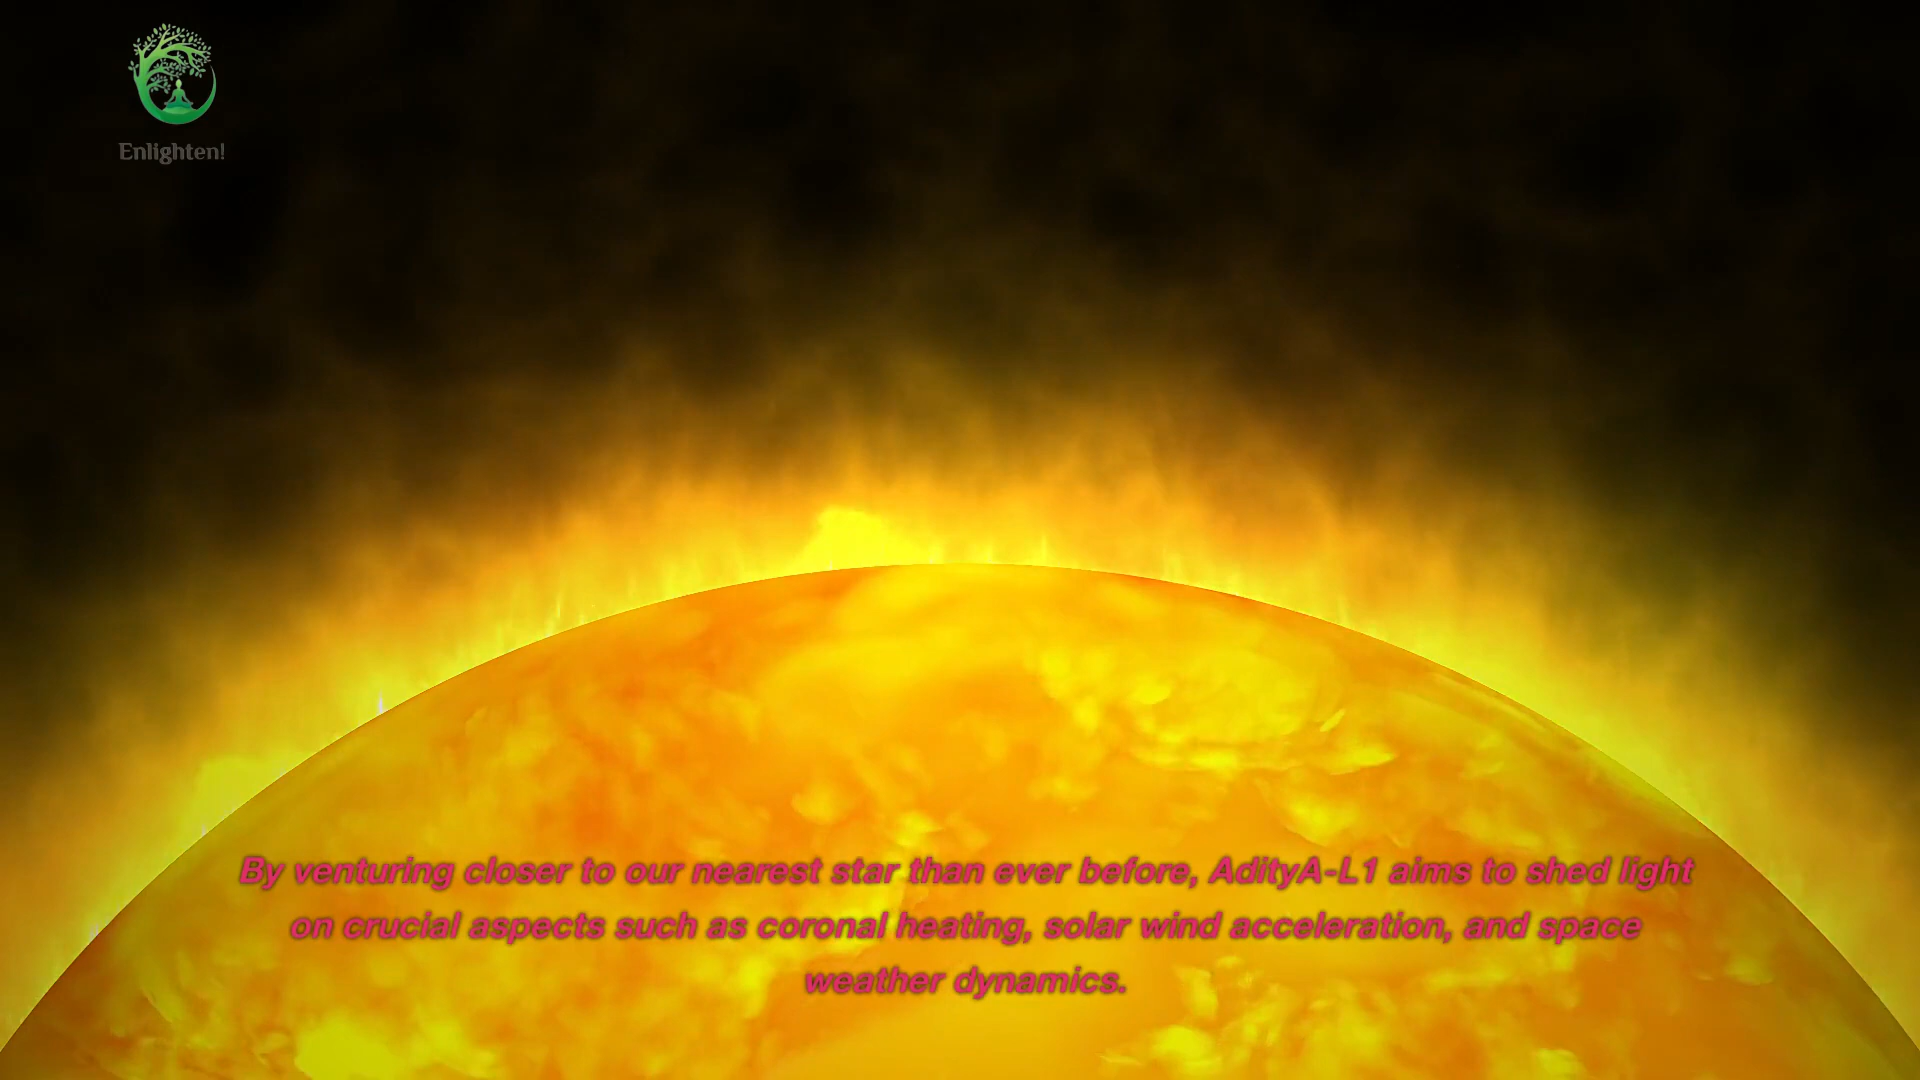 Enlighten!
By venturing closer to our nearest star than ever before, AdityA-L1 aims to shed light
on crucial aspects such as coronal heating, solar wind acceleration, and space
weather dynamics.